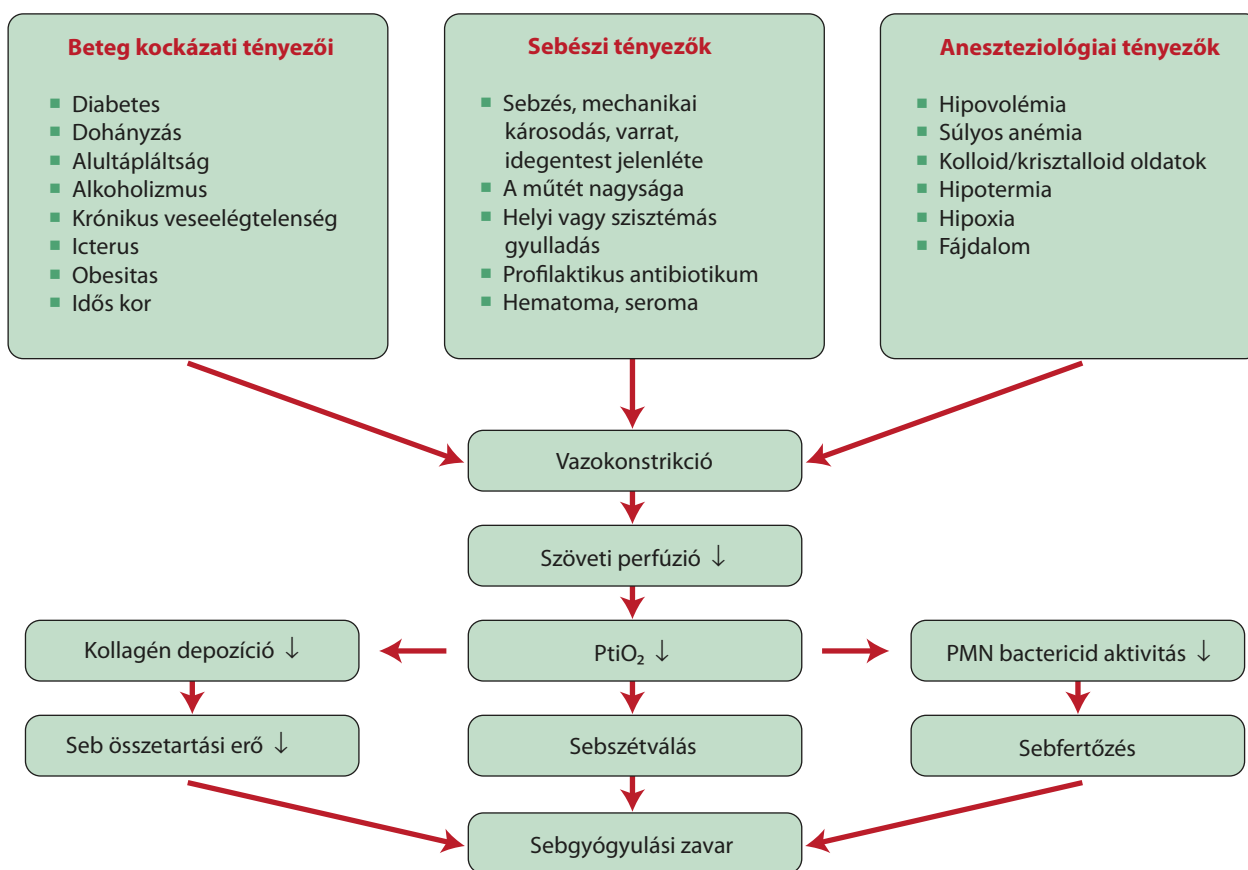 Beteg kockázati tényezői
Diabetes
Dohányzás
Alultápláltság
Alkoholizmus
Krónikus veseelégtelenség
Icterus
Obesitas
Idős kor
Sebészi tényezők
Sebzés, mechanikai
károsodás, varrat,
idegentest jelenléte
A műtét nagysága
Helyi vagy szisztémás
gyulladás
Profilaktikus antibiotikum
Hematoma, seroma
Aneszteziológiai tényezők
Hipovolémia
Súlyos anémia
Kolloid/krisztalloid oldatok
Hipotermia
Hipoxia
Fájdalom
Vazokonstrikció
Szöveti perfúzió ↓
Kollagén depozíció ↓
PtiO₂ ↓
PMN bactericid aktivitás ↓
Seb összetartási erő ↓
Sebszétválás
Sebfertőzés
Sebgyógyulási zavar